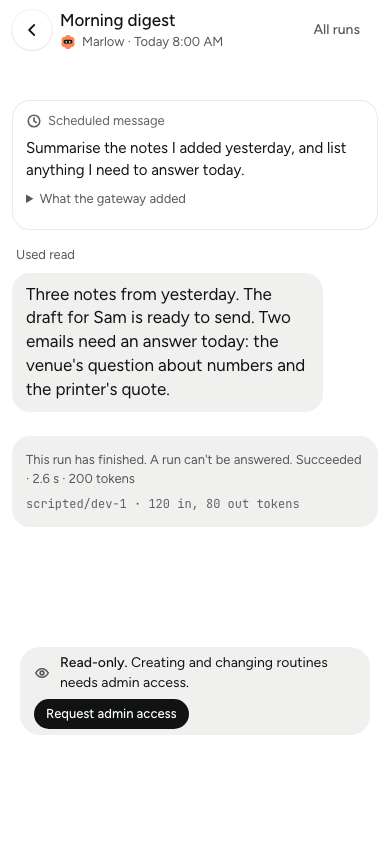 Morning digest
Marlow · Today 8:00 AM
All runs
Scheduled message
Summarise the notes I added yesterday, and list
anything I need to answer today.
What the gateway added
Used read
Three notes from yesterday. The
draft for Sam is ready to send. Two
emails need an answer today: the
venue's question about numbers and
the printer's quote.
This run has finished. A run can't be answered. Succeeded
· 2.6 s · 200 tokens
scripted/dev-1 · 120 in, 80 out tokens
Read-only. Creating and changing routines
needs admin access.
Request admin access